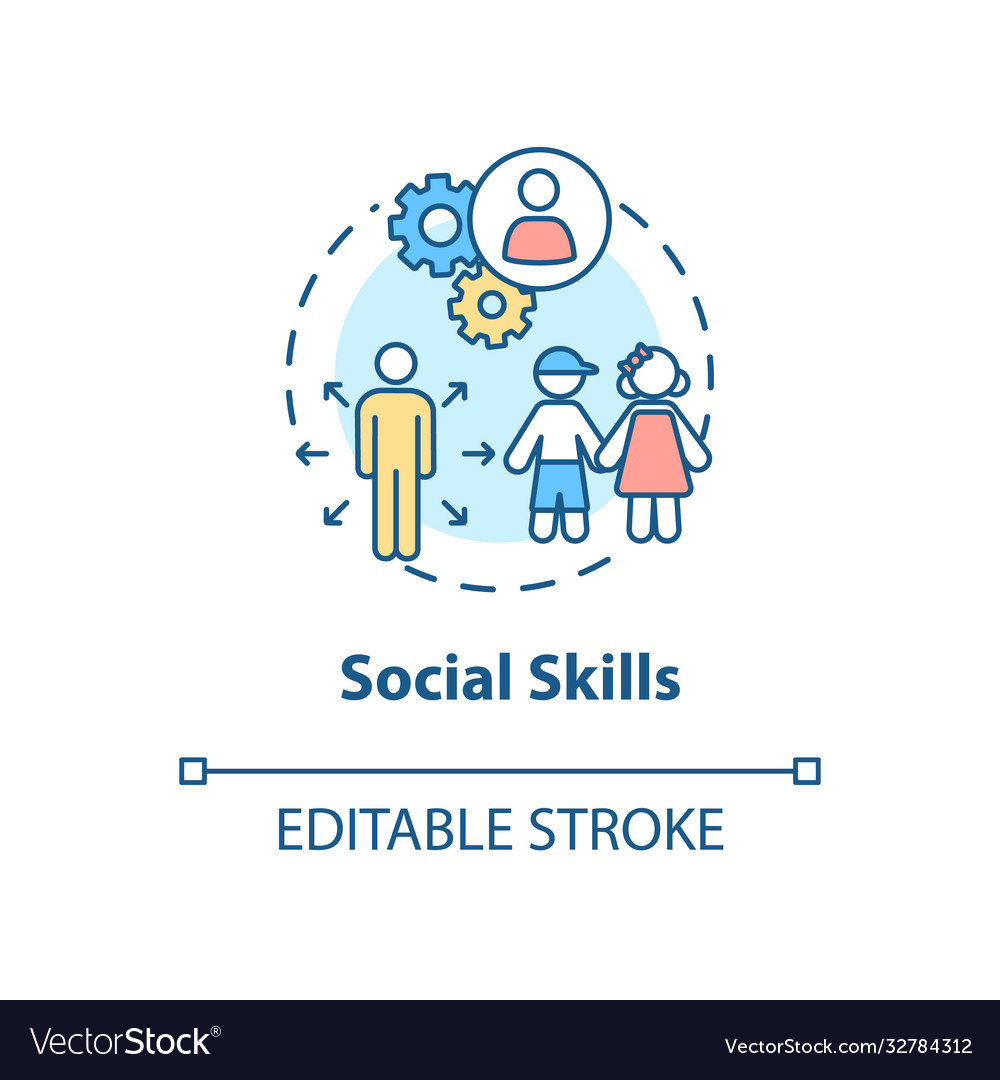 Social Skills
EDITABLE STROKE
VectorStock®
VectorStock.com/32784312